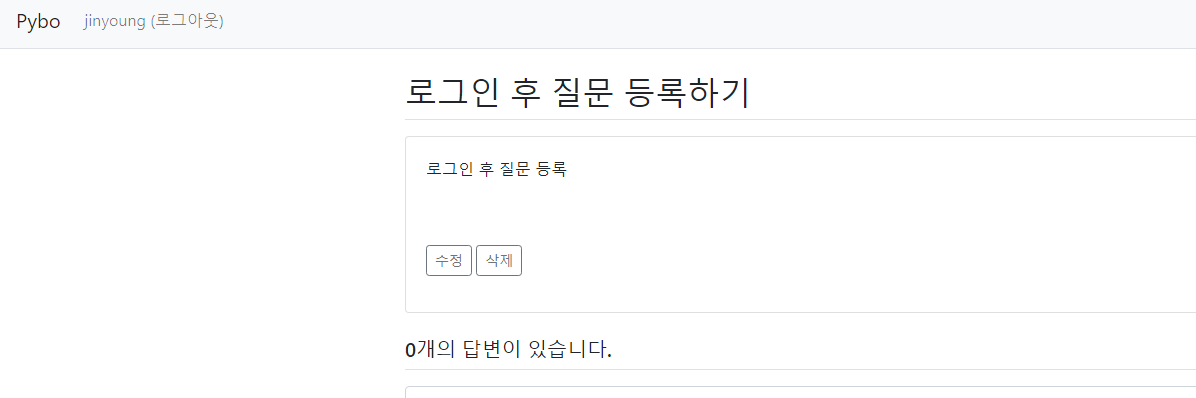 Pybo jinyoung (로그아웃)
로그인 후 질문 등록하기
로그인 후 질문 등록
수정 삭제
0개의 답변이 있습니다.